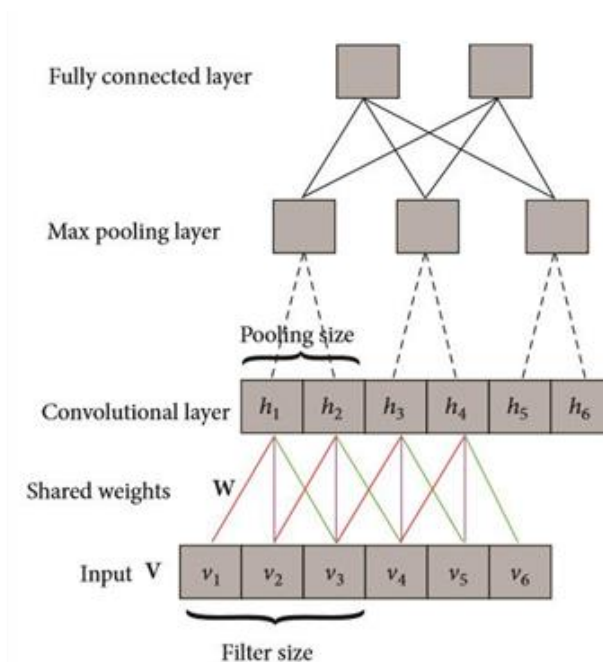 Fully connected layer
Max pooling layer
Pooling size
Convolutional layer h₁ h₂ h₃ h₄ h₅ h₆
Shared weights W
Input V v₁ v₂ v₃ v₄ v₅ v₆
Filter size